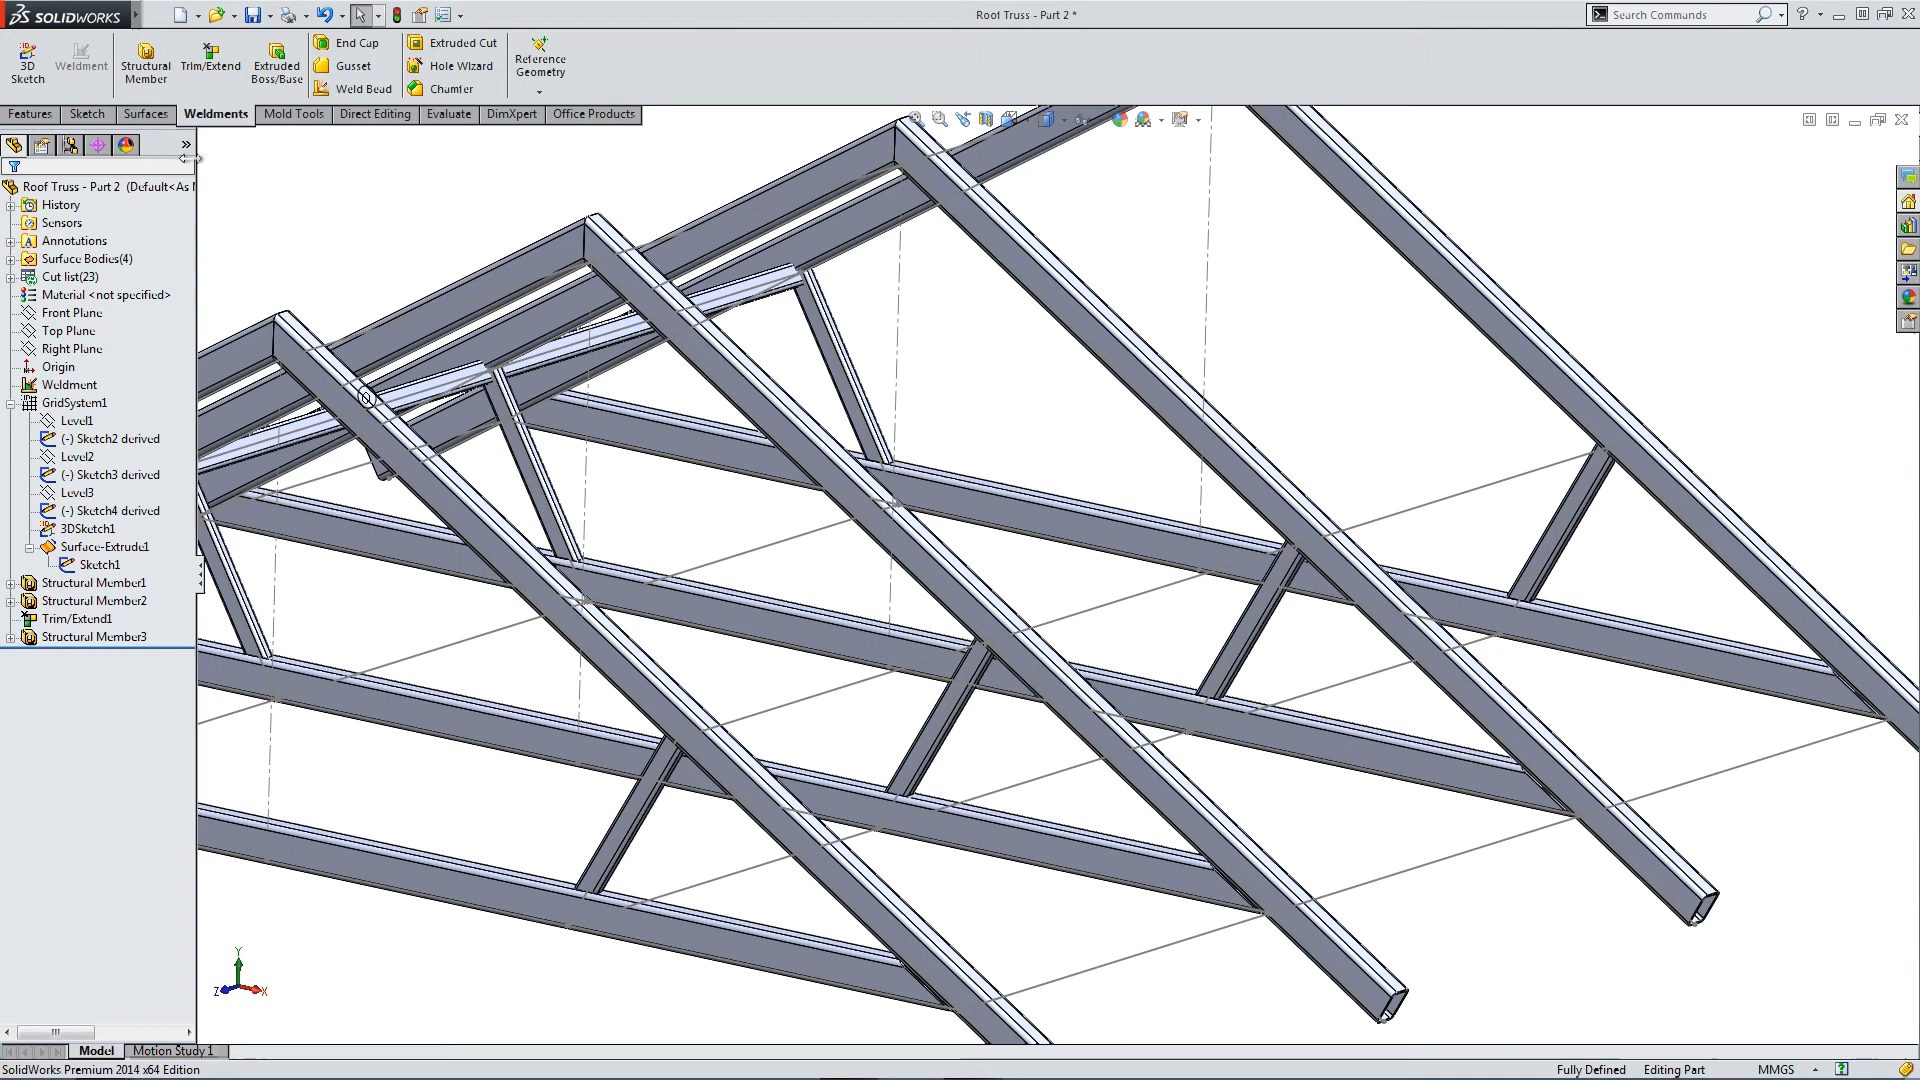 SOLIDWORKS
Roof Truss - Part 2 *
Search Commands
3D Sketch
Weldment
Structural Member
Trim/Extend
Extruded Boss/Base
End Cap
Gusset
Weld Bead
Extruded Cut
Hole Wizard
Chamfer
Reference Geometry
Features
Sketch
Surfaces
Weldments
Mold Tools
Direct Editing
Evaluate
DimXpert
Office Products
Roof Truss - Part 2 (Default<As
History
Sensors
Annotations
Surface Bodies(4)
Cut list(23)
Material <not specified>
Front Plane
Top Plane
Right Plane
Origin
Weldment
GridSystem1
Level1
(-) Sketch2 derived
Level2
(-) Sketch3 derived
Level3
(-) Sketch4 derived
3DSketch1
Surface-Extrude1
Sketch1
Structural Member1
Structural Member2
Trim/Extend1
Structural Member3
Y
Z
X
Model
Motion Study 1
SolidWorks Premium 2014 x64 Edition
Fully Defined
Editing Part
MMGS